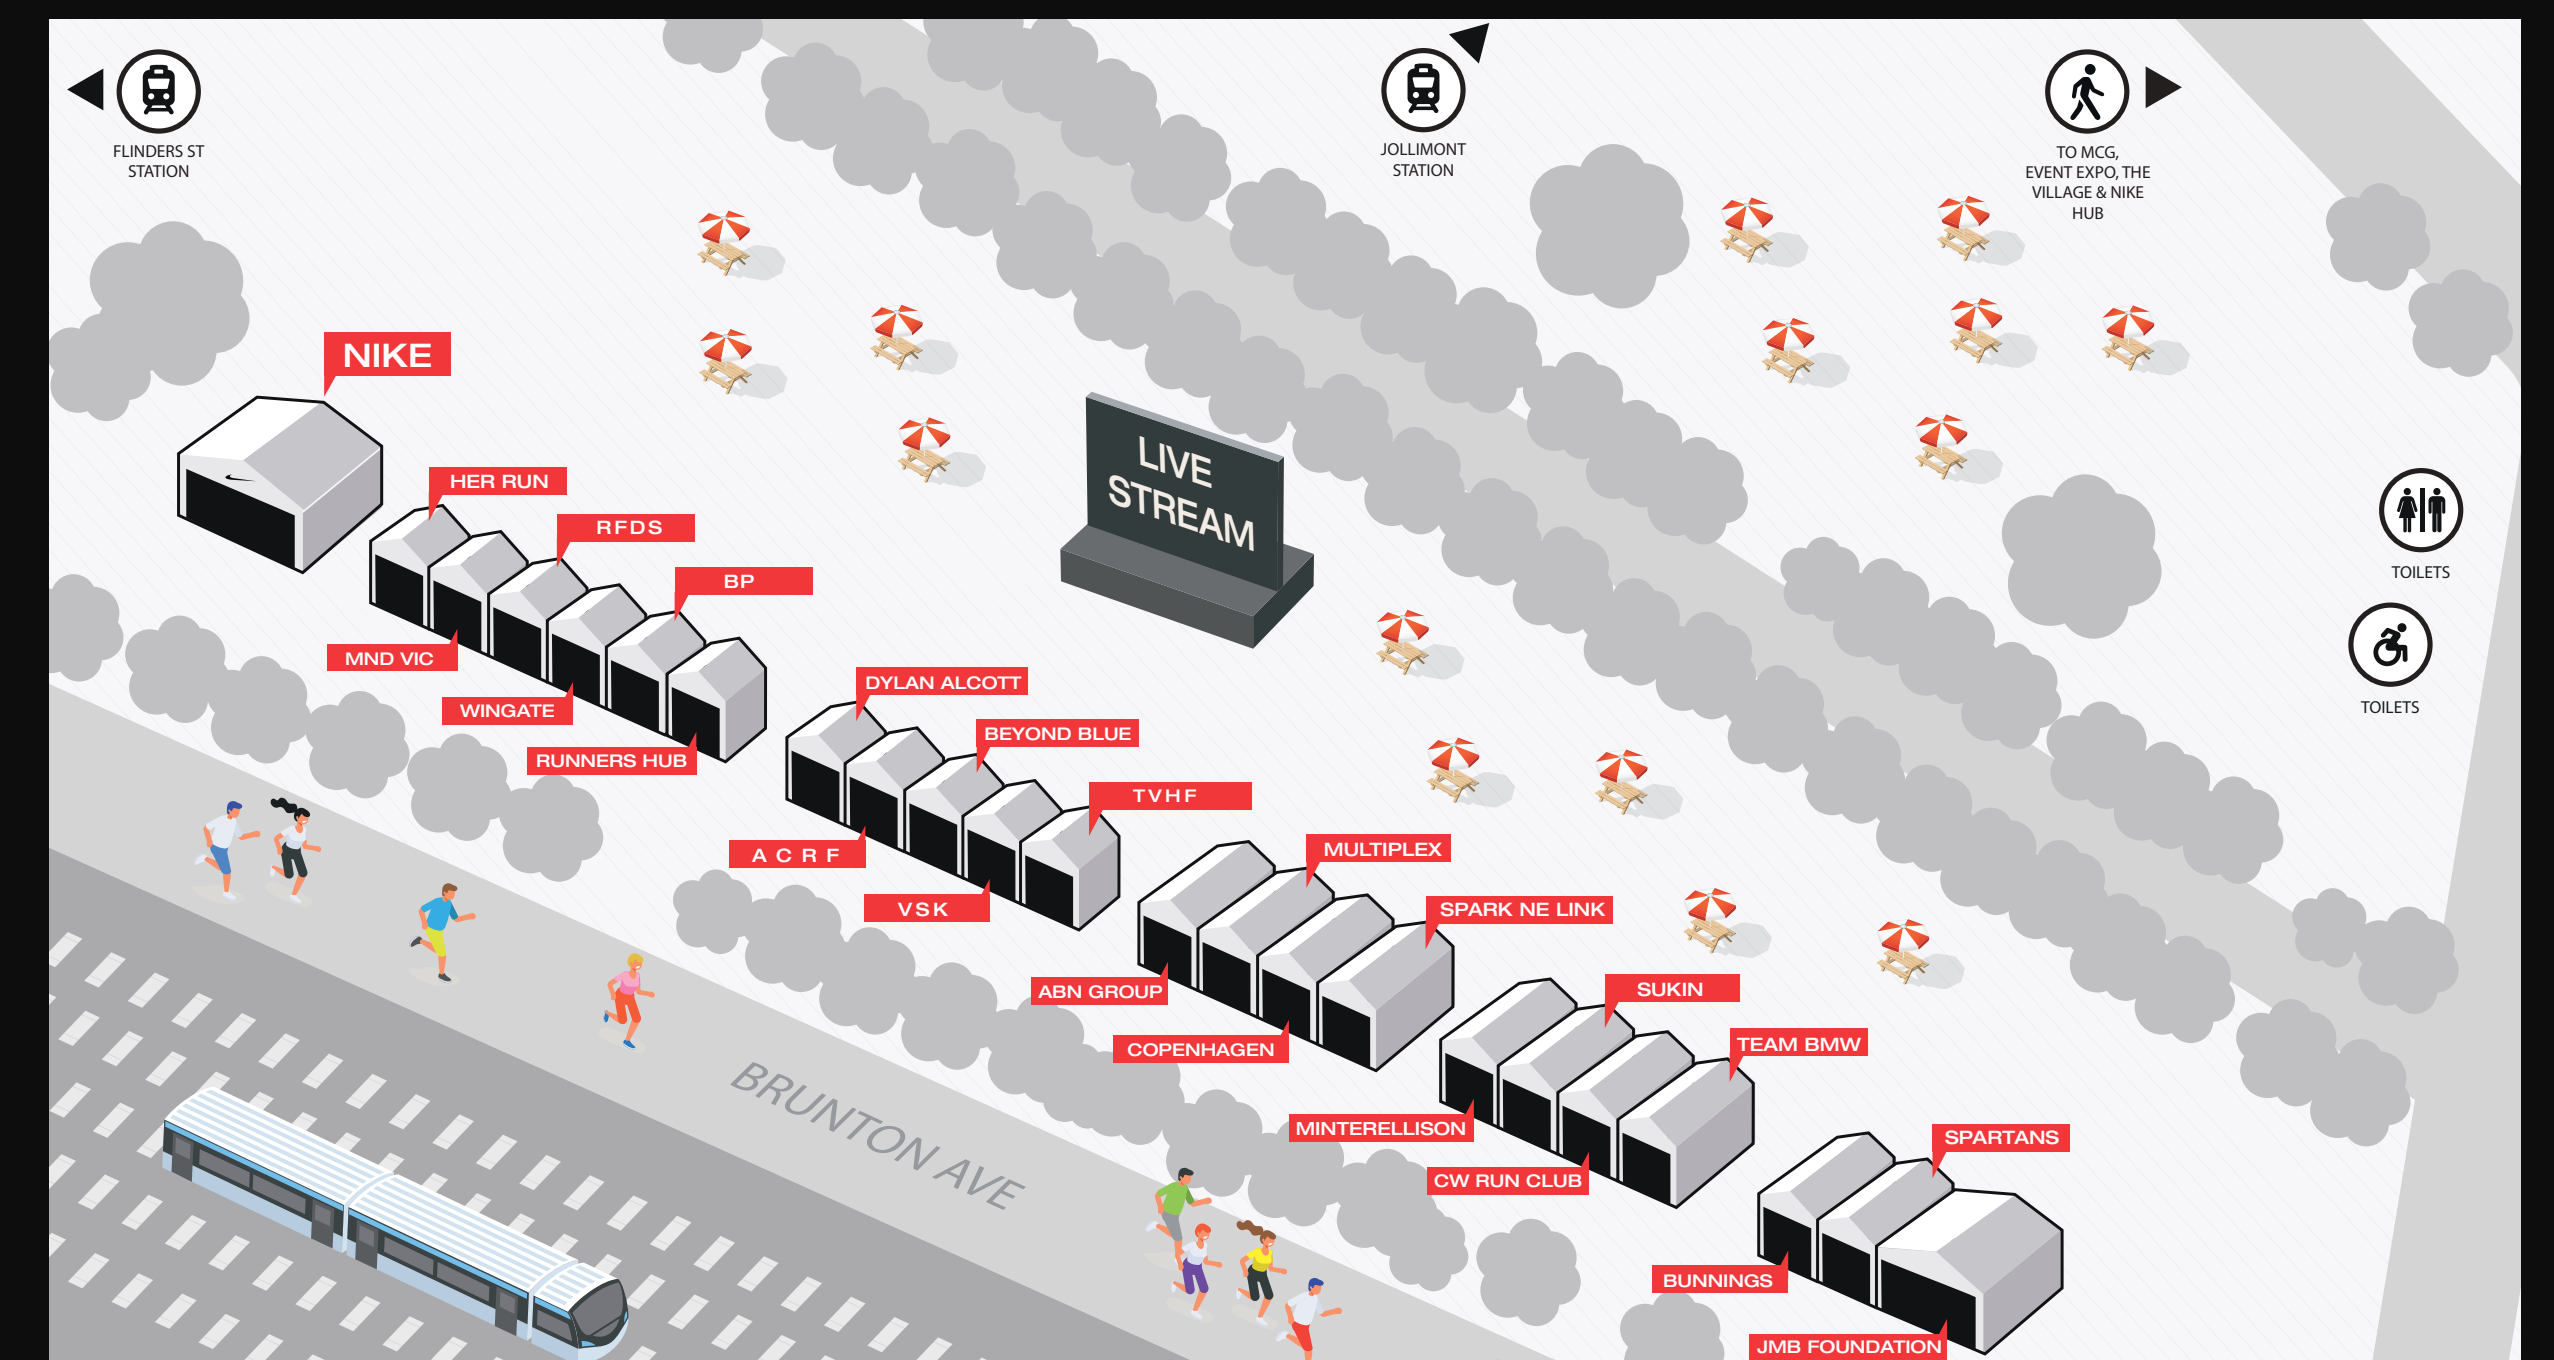 FLINDERS ST
STATION
JOLLIMONT
STATION
TO MCG,
EVENT EXPO, THE
VILLAGE & NIKE
HUB
NIKE
HER RUN
RFDS
BP
MND VIC
WINGATE
RUNNERS HUB
LIVE
STREAM
TOILETS
TOILETS
DYLAN ALCOTT
BEYOND BLUE
TVHF
A C R F
VSK
MULTIPLEX
SPARK NE LINK
ABN GROUP
COPENHAGEN
SUKIN
TEAM BMW
MINTERELLISON
CW RUN CLUB
BRUNTON AVE
SPARTANS
BUNNINGS
JMB FOUNDATION